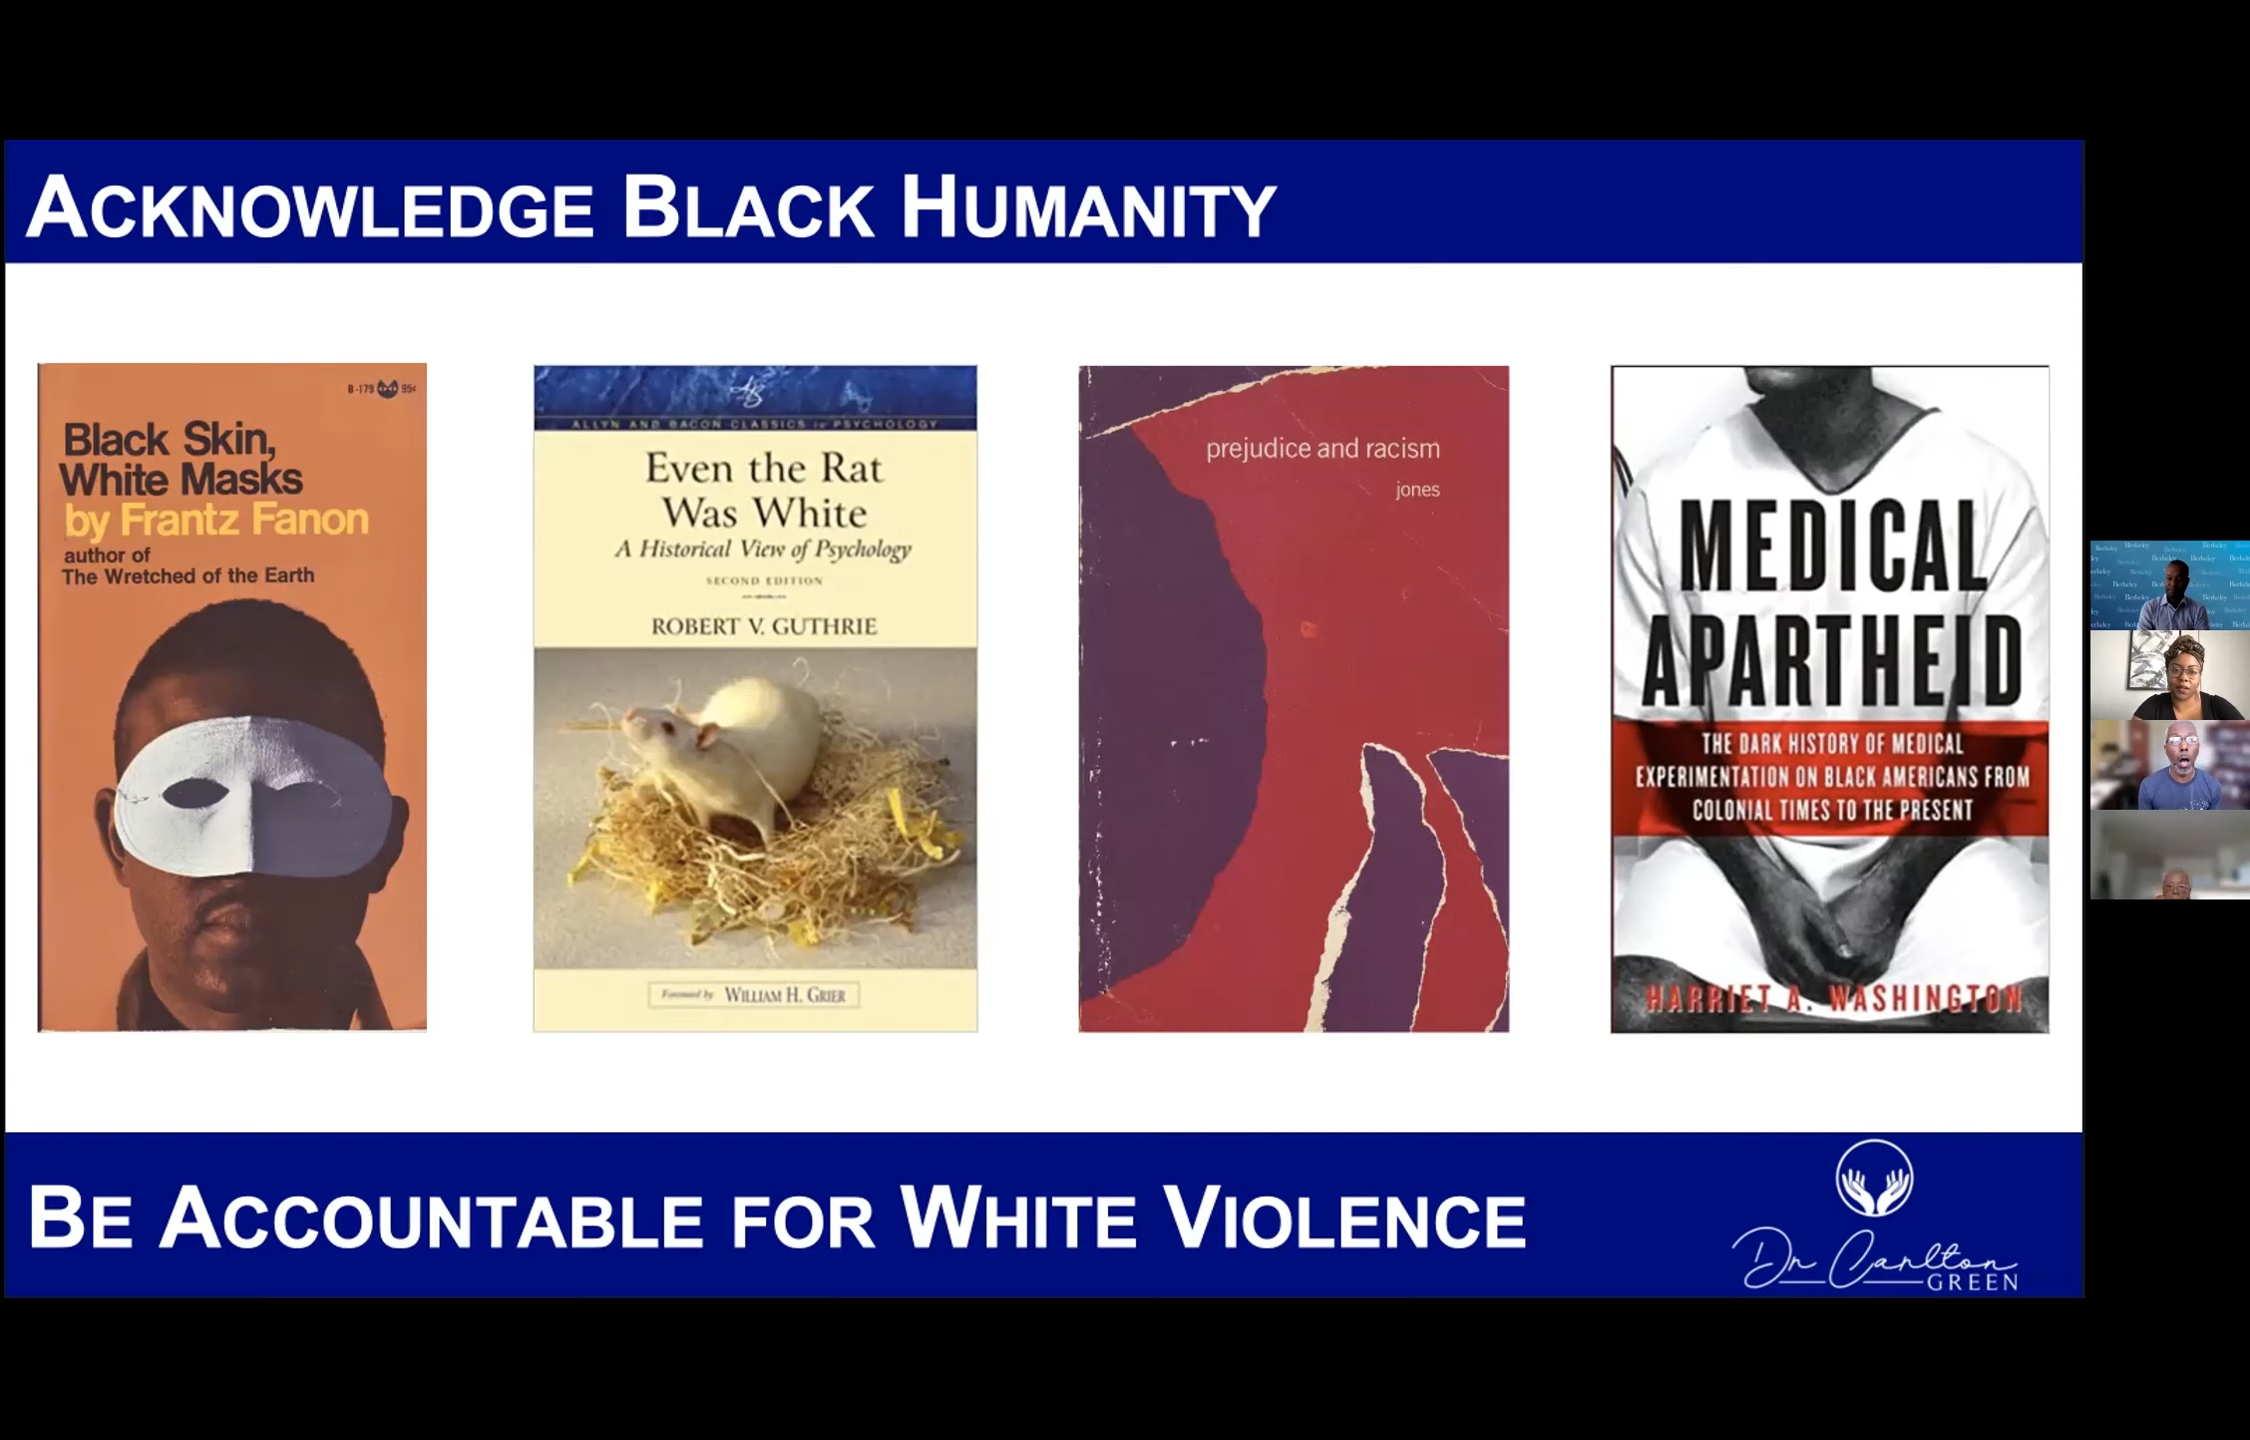 ACKNOWLEDGE BLACK HUMANITY
B-179 95¢
Black Skin,
White Masks
by Frantz Fanon
author of
The Wretched of the Earth
AB
ALLYN AND BACON CLASSICS IN PSYCHOLOGY
Even the Rat
Was White
A Historical View of Psychology
SECOND EDITION
ROBERT V. GUTHRIE
Foreword by WILLIAM H. GRIER
prejudice and racism
jones
MEDICAL
APARTHEID
THE DARK HISTORY OF MEDICAL
EXPERIMENTATION ON BLACK AMERICANS FROM
COLONIAL TIMES TO THE PRESENT
HARRIET A. WASHINGTON
Berkeley
BE ACCOUNTABLE FOR WHITE VIOLENCE
Dr Carlton
GREEN